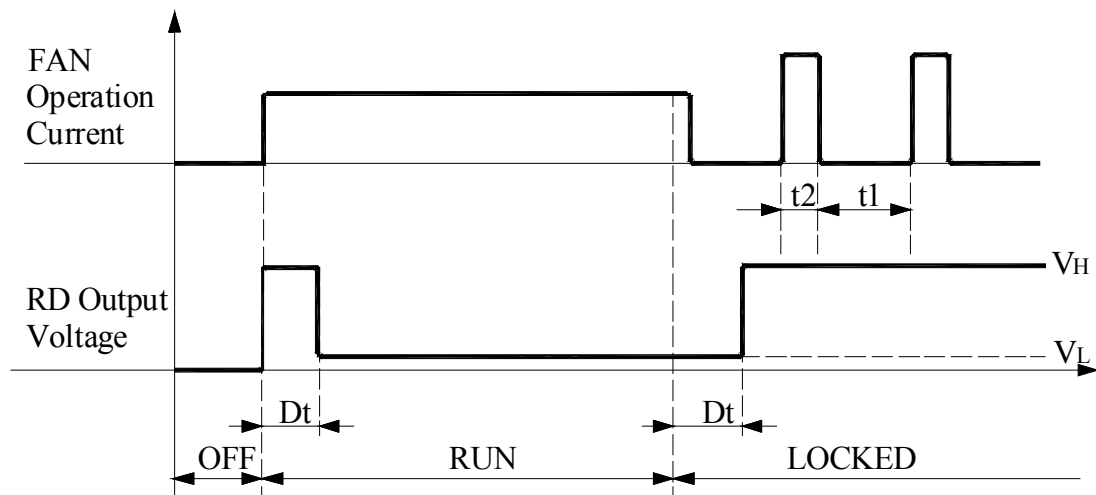 FAN
Operation
Current
t2
t1
RD Output
Voltage
VH
VL
Dt
Dt
OFF
RUN
LOCKED